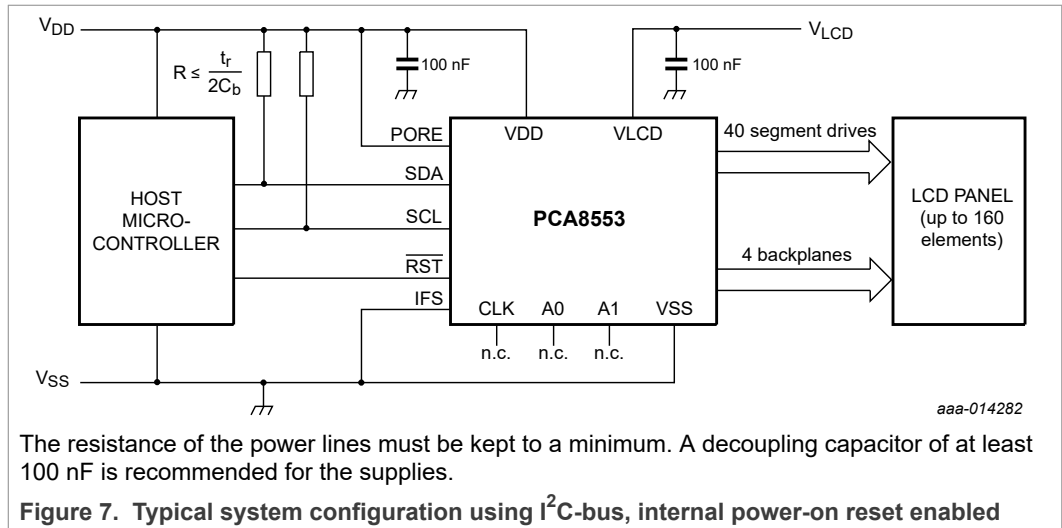 VDD
VLCD
R ≤ tr
2Cb
100 nF
100 nF
HOST
MICRO-
CONTROLLER
PORE
SDA
SCL
RST
IFS
VDD
VLCD
PCA8553
CLK
A0
A1
VSS
n.c.
n.c.
n.c.
40 segment drives
4 backplanes
LCD PANEL
(up to 160
elements)
VSS
aaa-014282
The resistance of the power lines must be kept to a minimum. A decoupling capacitor of at least
100 nF is recommended for the supplies.
Figure 7. Typical system configuration using I²C-bus, internal power-on reset enabled